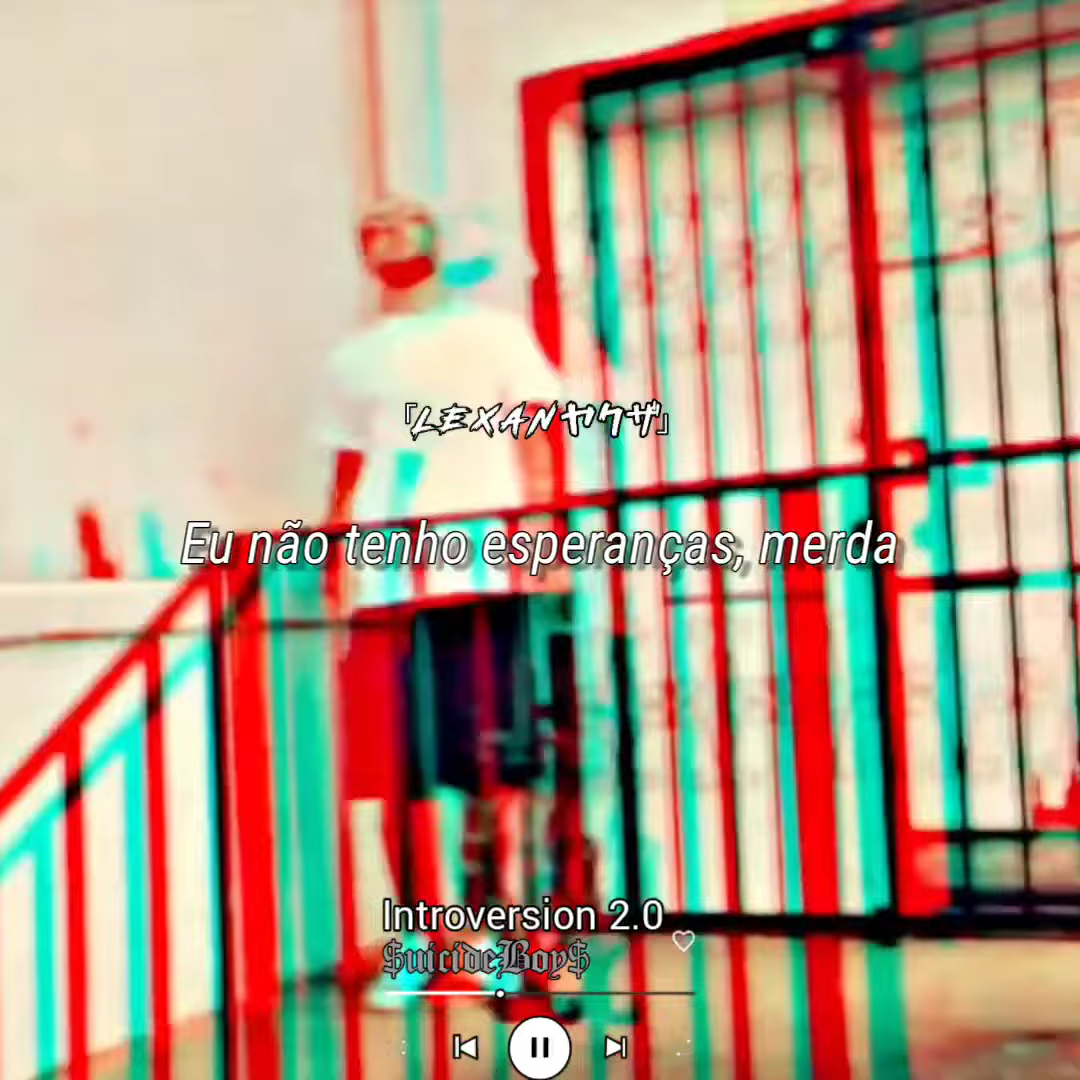 『LEXANヤクザ』
Eu não tenho esperanças, merda
Introversion 2.0
$uicideBoy$